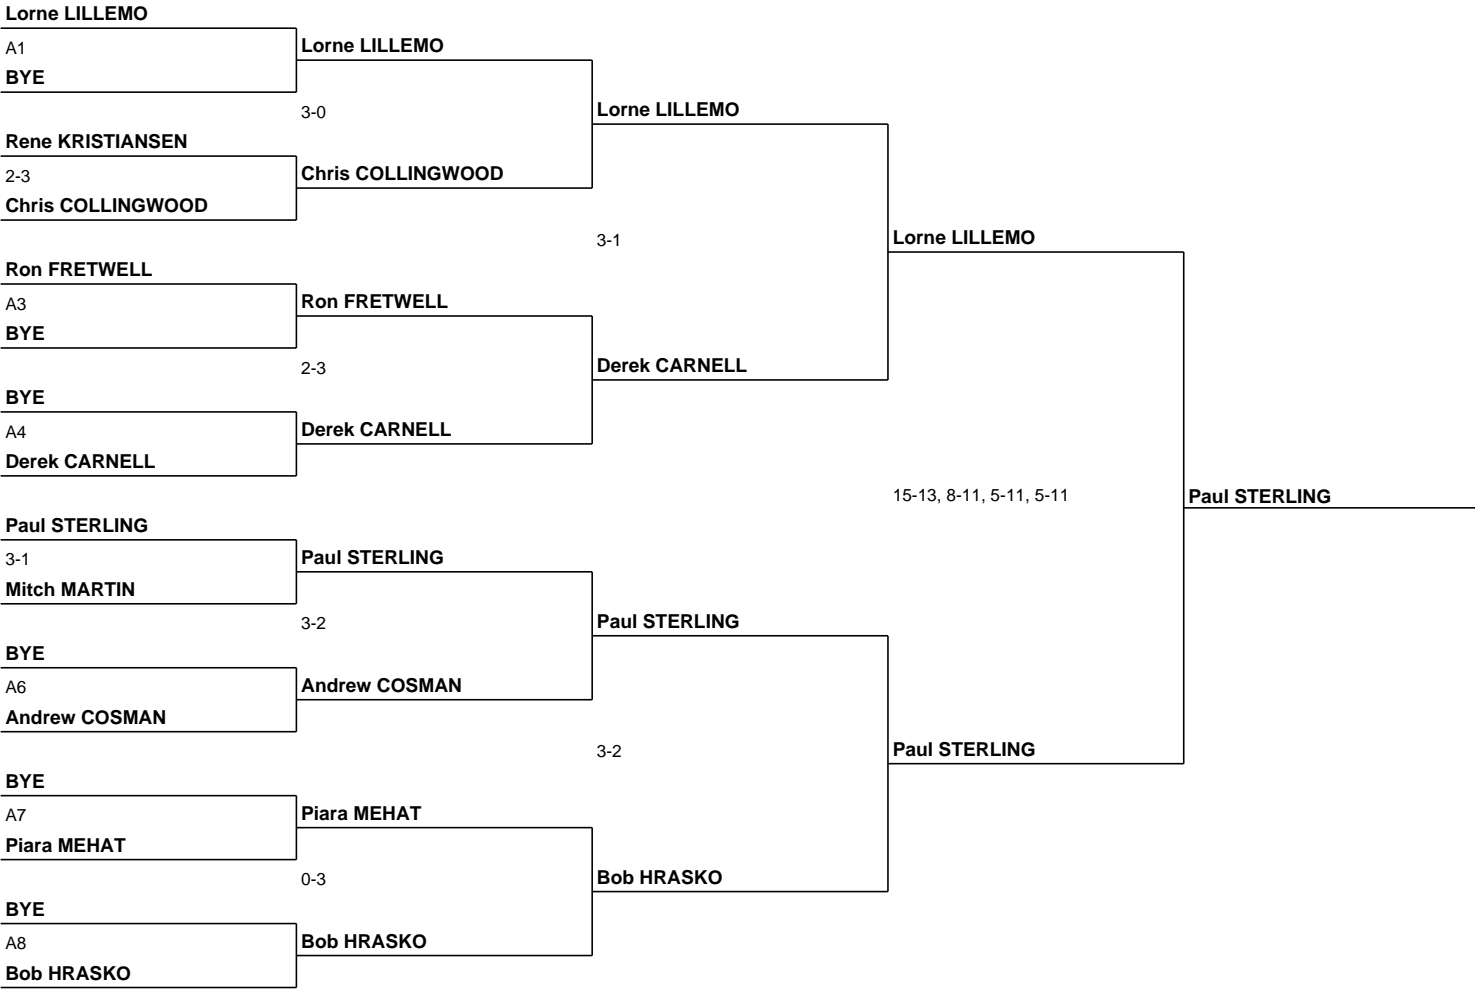 Lorne LILLEMO
A1
Lorne LILLEMO
BYE
3-0
Lorne LILLEMO
Rene KRISTIANSEN
2-3
Chris COLLINGWOOD
Chris COLLINGWOOD
3-1
Lorne LILLEMO
Ron FRETWELL
A3
Ron FRETWELL
BYE
2-3
Derek CARNELL
BYE
A4
Derek CARNELL
Derek CARNELL
15-13, 8-11, 5-11, 5-11
Paul STERLING
Paul STERLING
3-1
Paul STERLING
Mitch MARTIN
3-2
Paul STERLING
BYE
A6
Andrew COSMAN
Andrew COSMAN
3-2
Paul STERLING
BYE
A7
Piara MEHAT
Piara MEHAT
0-3
Bob HRASKO
BYE
A8
Bob HRASKO
Bob HRASKO